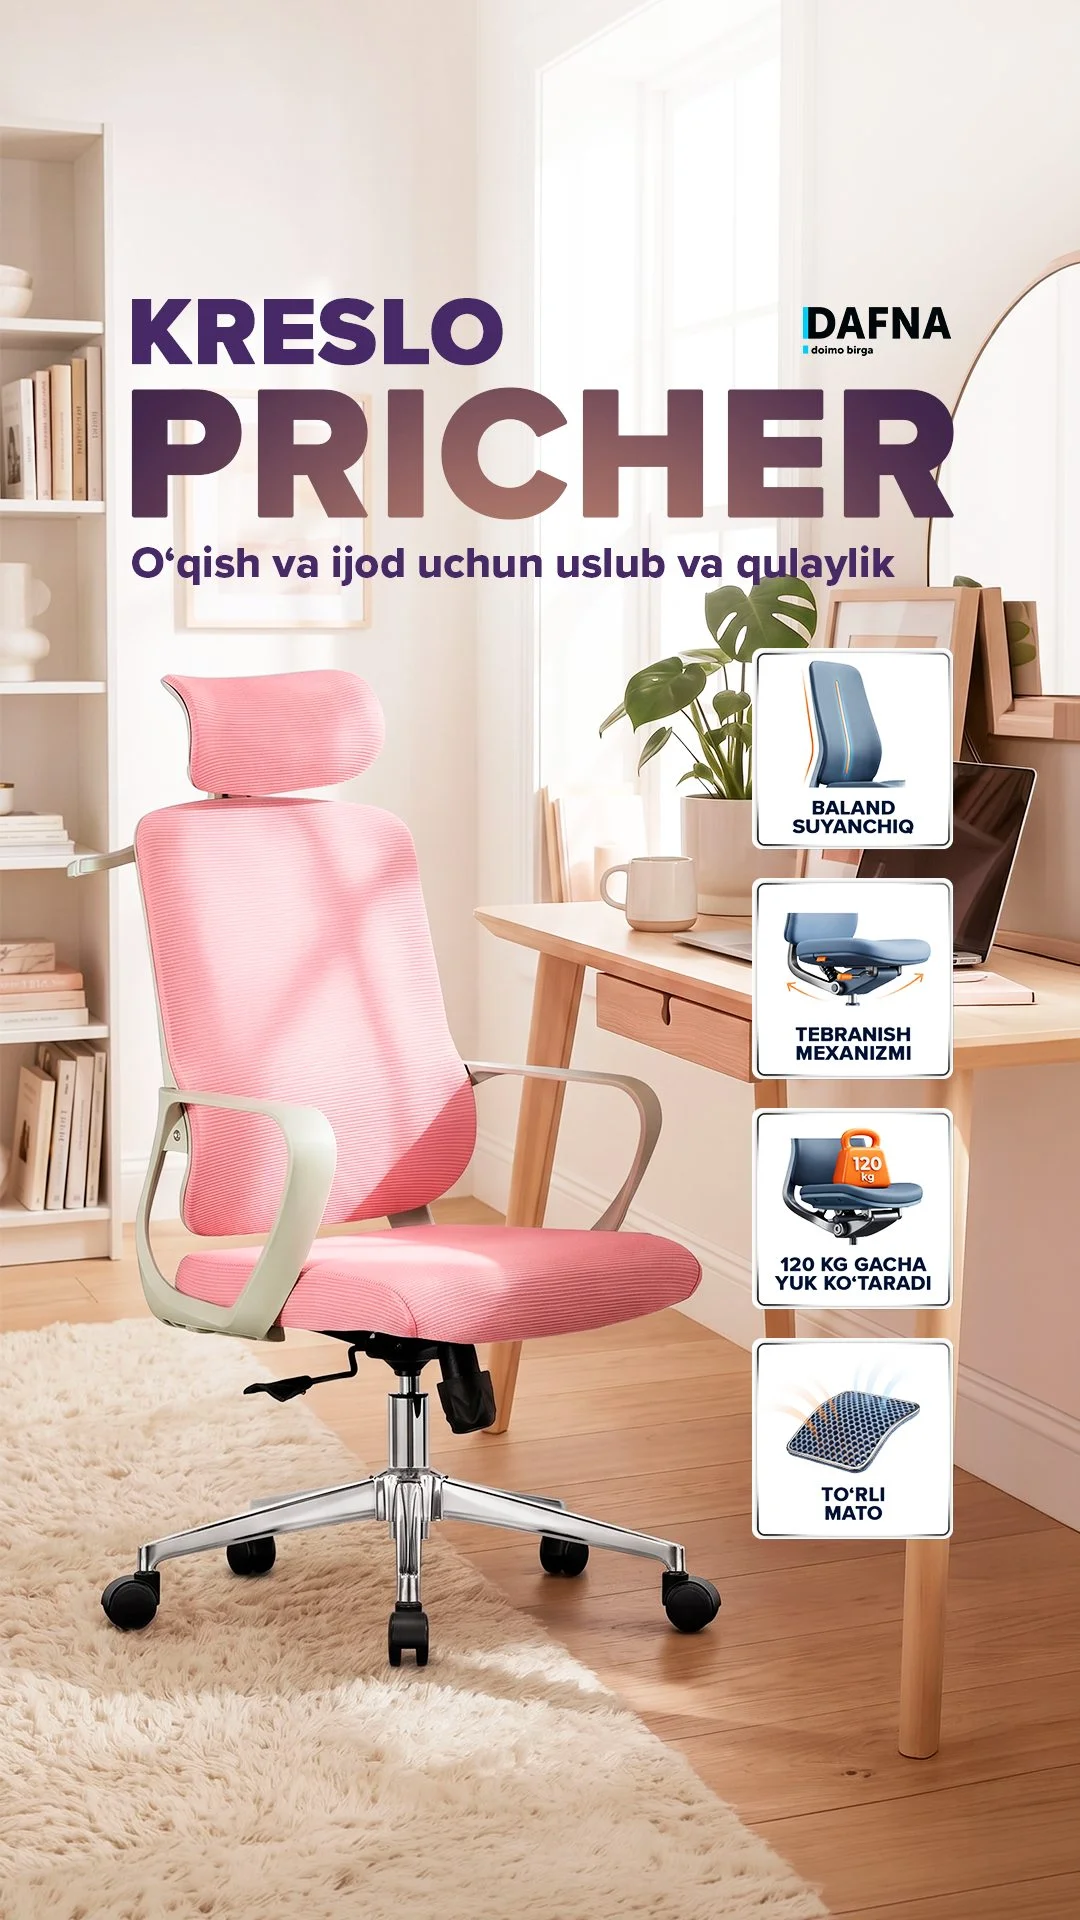 KRESLO
DAFNA
doimo birga
PRICHER
O‘qish va ijod uchun uslub va qulaylik
BALAND
SUYANCHIQ
TEBRANISH
MEXANIZMI
120
kg
120 KG GACHA
YUK KO‘TARADI
TO‘RLI
MATO